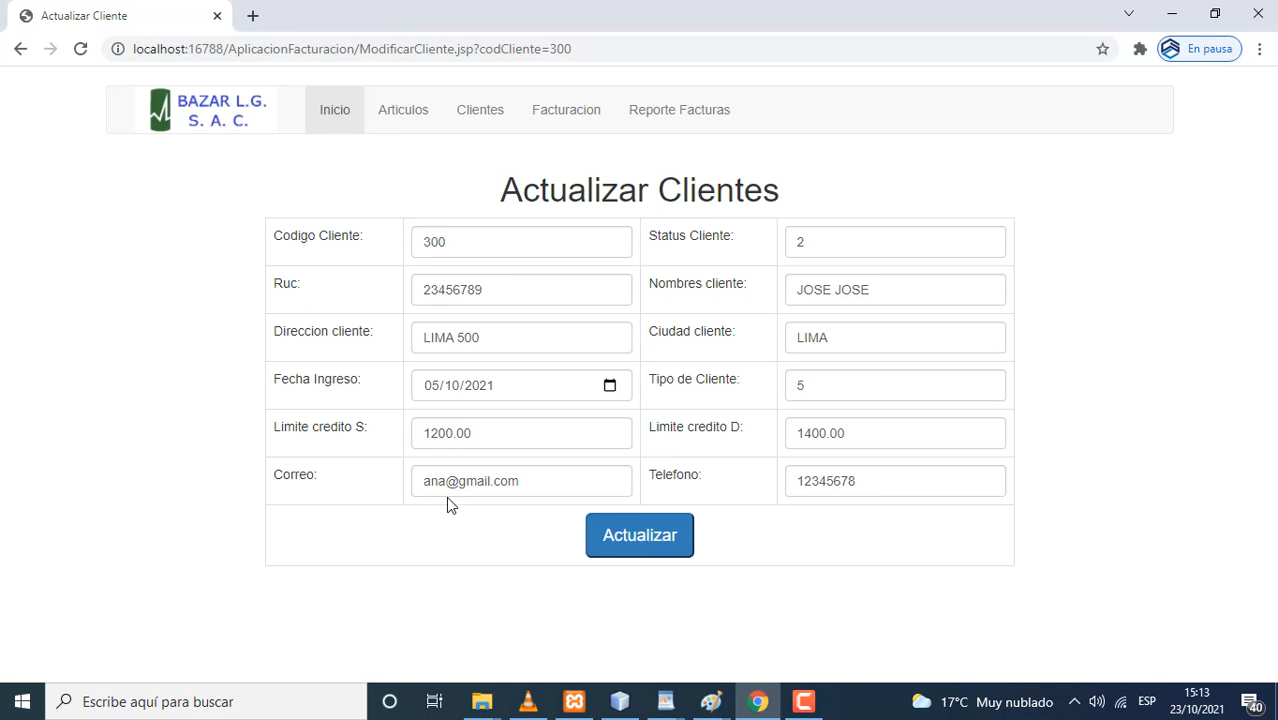 Actualizar Cliente
localhost:16788/AplicacionFacturacion/ModificarCliente.jsp?codCliente=300
En pausa
BAZAR L.G.
S. A. C.
Inicio Articulos Clientes Facturacion Reporte Facturas
Actualizar Clientes
Codigo Cliente: 300 Status Cliente: 2
Ruc: 23456789 Nombres cliente: JOSE JOSE
Direccion cliente: LIMA 500 Ciudad cliente: LIMA
Fecha Ingreso: 05/10/2021 Tipo de Cliente: 5
Limite credito S: 1200.00 Limite credito D: 1400.00
Correo: ana@gmail.com Telefono: 12345678
Actualizar
Escribe aquí para buscar
17°C Muy nublado
ESP
15:13
23/10/2021
40